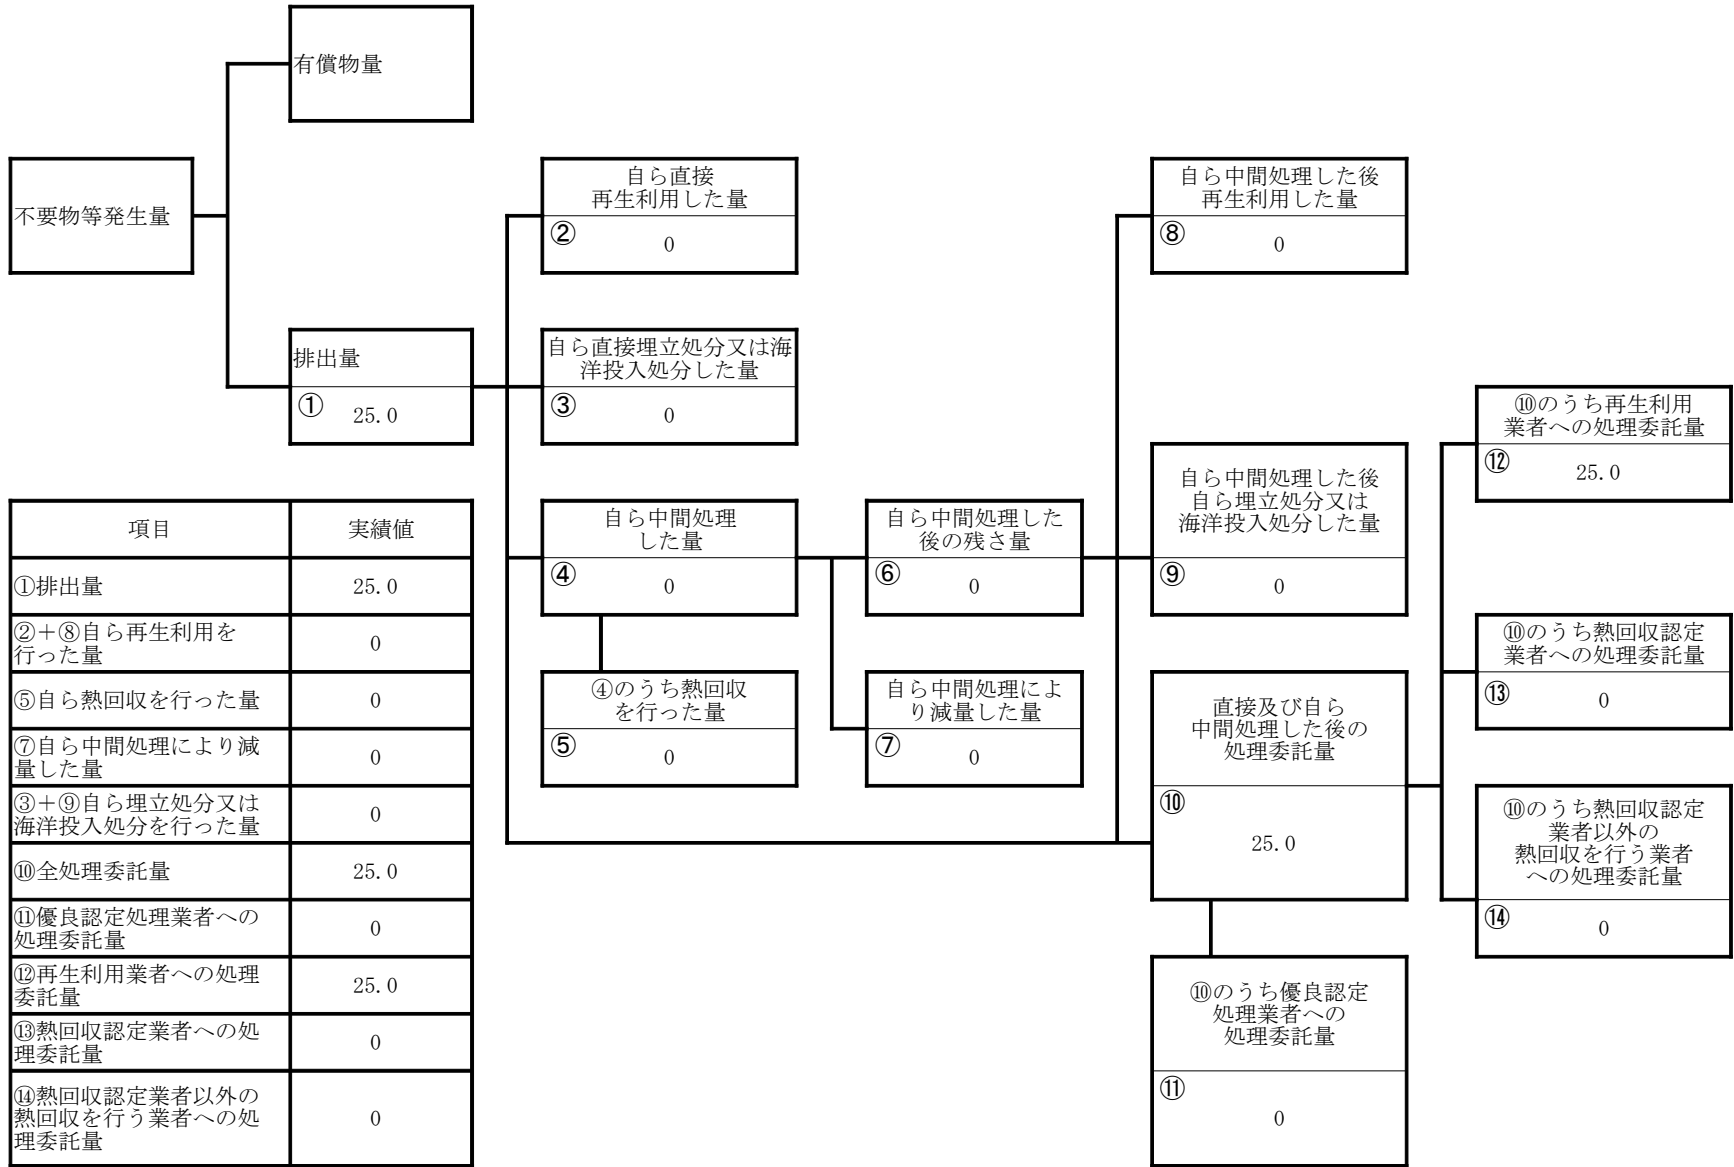 有償物量
不要物等発生量
自ら直接
再生利用した量
②
0
自ら中間処理した後
再生利用した量
⑧
0
排出量
①
25.0
自ら直接埋立処分又は海
洋投入処分した量
③
0
⑩のうち再生利用
業者への処理委託量
⑫
25.0
自ら中間処理
した量
④
0
自ら中間処理した
後の残さ量
⑥
0
自ら中間処理した後
自ら埋立処分又は
海洋投入処分した量
⑨
0
⑩のうち熱回収認定
業者への処理委託量
⑬
0
④のうち熱回収
を行った量
⑤
0
自ら中間処理によ
り減量した量
⑦
0
直接及び自ら
中間処理した後の
処理委託量
⑩
25.0
⑩のうち熱回収認定
業者以外の
熱回収を行う業者
への処理委託量
⑭
0
⑩のうち優良認定
処理業者への
処理委託量
⑪
0
項目 実績値
①排出量 25.0
②＋⑧自ら再生利用を
行った量 0
⑤自ら熱回収を行った量 0
⑦自ら中間処理により減
量した量 0
③＋⑨自ら埋立処分又は
海洋投入処分を行った量 0
⑩全処理委託量 25.0
⑪優良認定処理業者への
処理委託量 0
⑫再生利用業者への処理
委託量 25.0
⑬熱回収認定業者への処
理委託量 0
⑭熱回収認定業者以外の
熱回収を行う業者への処
理委託量 0